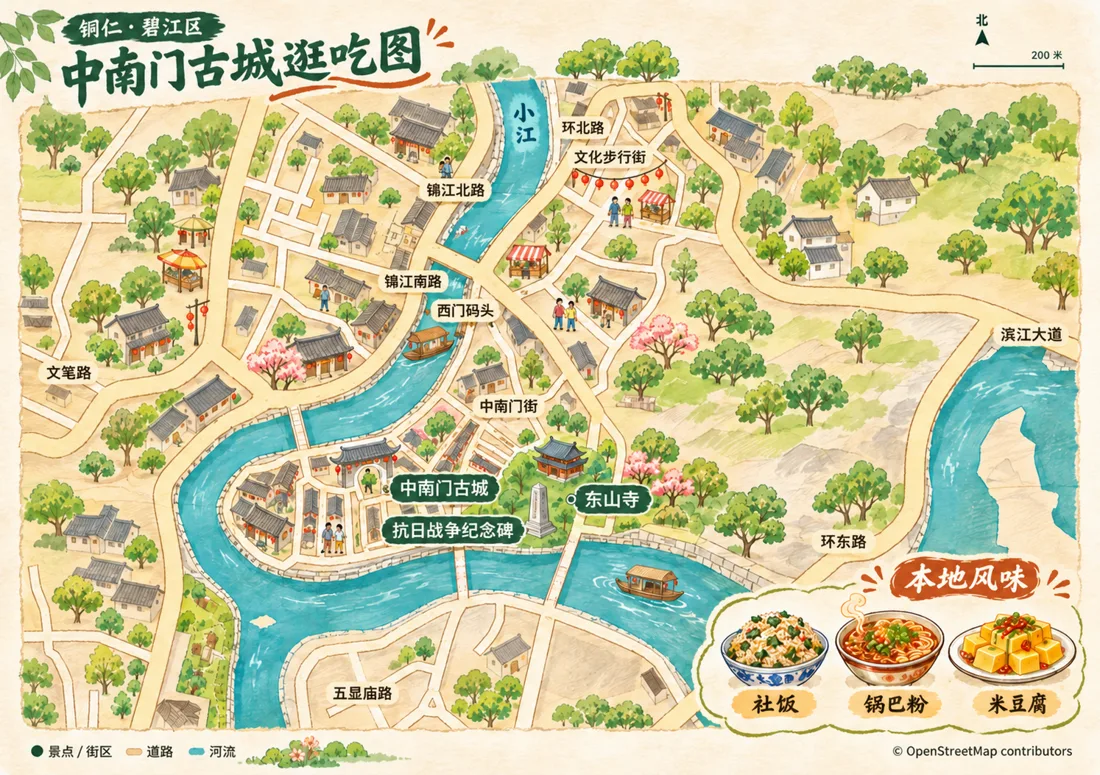 铜仁·碧江区
中南门古城逛吃图
北
200 米
小江
环北路
文化步行街
锦江北路
锦江南路
西门码头
滨江大道
文笔路
中南门街
中南门古城
东山寺
抗日战争纪念碑
环东路
本地风味
五显庙路
社饭
锅巴粉
米豆腐
景点 / 街区
道路
河流
© OpenStreetMap contributors